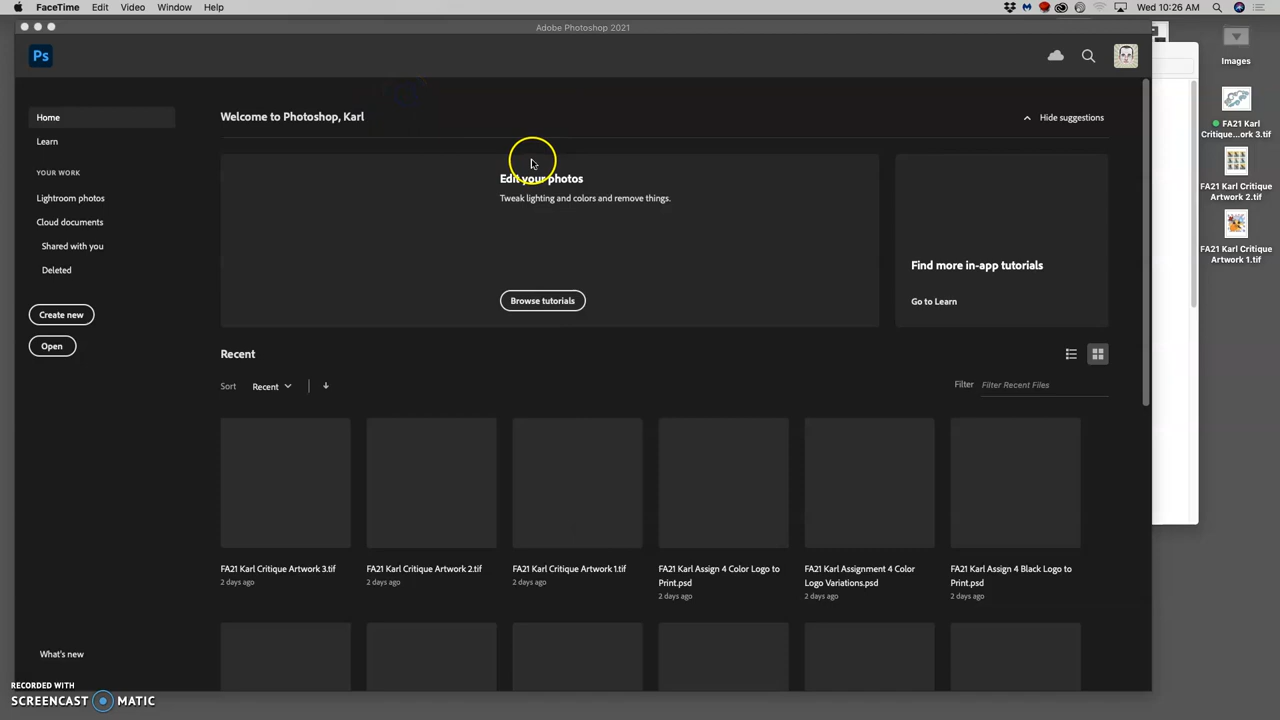 FaceTime Edit Video Window Help Wed 10:26 AM
Adobe Photoshop 2021
Ps
Images
Home
Welcome to Photoshop, Karl
Hide suggestions
Learn
FA21 Karl
Critique...ork 3.tif
YOUR WORK
Edit your photos
Lightroom photos
Tweak lighting and colors and remove things.
FA21 Karl Critique
Artwork 2.tif
Cloud documents
Shared with you
FA21 Karl Critique
Artwork 1.tif
Deleted
Find more in-app tutorials
Browse tutorials
Go to Learn
Create new
Open
Recent
Sort Recent
Filter Filter Recent Files
FA21 Karl Critique Artwork 3.tif
2 days ago
FA21 Karl Critique Artwork 2.tif
2 days ago
FA21 Karl Critique Artwork 1.tif
2 days ago
FA21 Karl Assign 4 Color Logo to
Print.psd
2 days ago
FA21 Karl Assignment 4 Color
Logo Variations.psd
2 days ago
FA21 Karl Assign 4 Black Logo to
Print.psd
2 days ago
What's new
RECORDED WITH
SCREENCAST MATIC